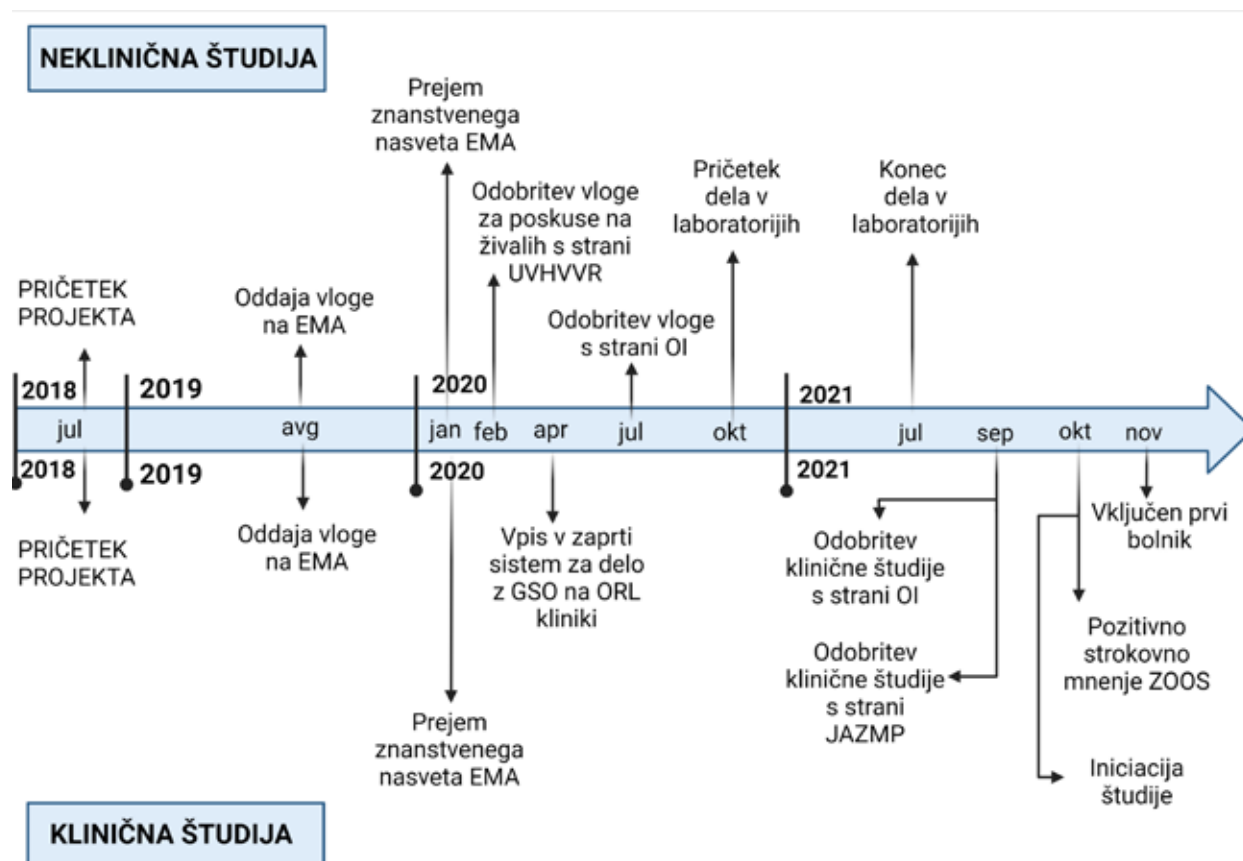 NEKLINIČNA ŠTUDIJA
Prejem
znanstvenega
nasveta EMA
Odobritev vloge
za poskuse na
živalih s strani
UVHVVR
Pričetek
dela v
laboratorijih
Konec
dela v
laboratorijih
PRIČETEK
PROJEKTA
Oddaja vloge
na EMA
Odobritev vloge
s strani OI
2018
2019
2020
2021
jul
avg
jan
feb
apr
jul
okt
jul
sep
okt
nov
2018
2019
2020
2021
PRIČETEK
PROJEKTA
Oddaja vloge
na EMA
Prejem
znanstvenega
nasveta EMA
Vpis v zaprti
sistem za delo
z GSO na ORL
kliniki
Odobritev
klinične študije
s strani OI
Odobritev
klinične študije
s strani
JAZMP
Vključen prvi
bolnik
Pozitivno
strokovno
mnenje ZOOS
Iniciacija
študije
KLINIČNA ŠTUDIJA